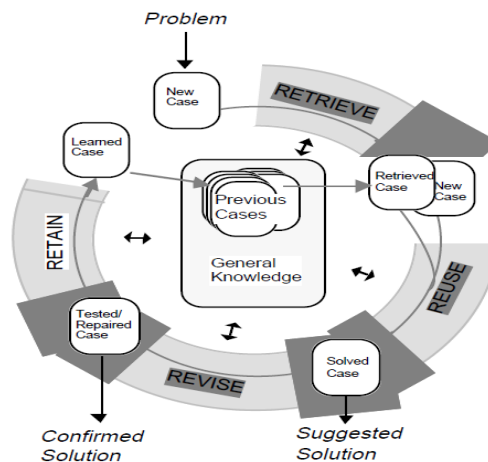 Problem
New
Case
RETRIEVE
Learned
Case
Retrieved
Case
New
Case
Previous
Cases
General
Knowledge
RETAIN
REUSE
Tested/
Repaired
Case
REVISE
Solved
Case
Confirmed
Solution
Suggested
Solution